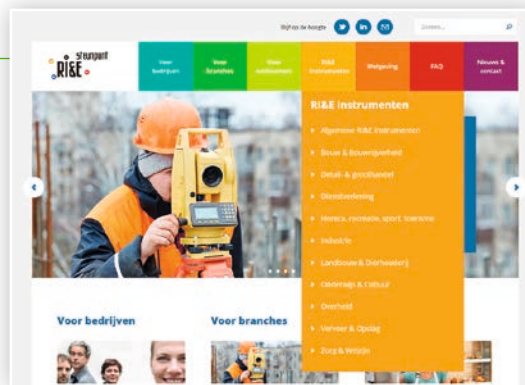 Blijf op de hoogte
Zoeken...
steunpunt
RI&E
Voor bedrijven
Voor branches
Voor werknemers
RI&E instrumenten
Wetgeving
FAQ
Nieuws & contact
RI&E instrumenten
Algemene RI&E instrumenten
Bouw & Bouwnijverheid
Detail- & groothandel
Dienstverlening
Horeca, recreatie, sport, toerisme
Industrie
Landbouw & Dierhouderij
Onderwijs & Cultuur
Overheid
Vervoer & Opslag
Zorg & Welzijn
Voor bedrijven
Voor branches